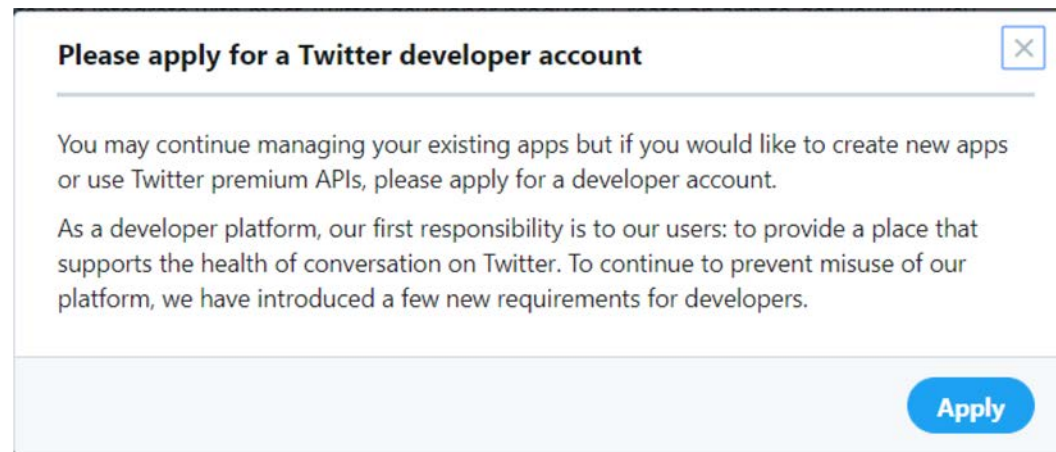 Please apply for a Twitter developer account
You may continue managing your existing apps but if you would like to create new apps
or use Twitter premium APIs, please apply for a developer account.
As a developer platform, our first responsibility is to our users: to provide a place that
supports the health of conversation on Twitter. To continue to prevent misuse of our
platform, we have introduced a few new requirements for developers.
Apply